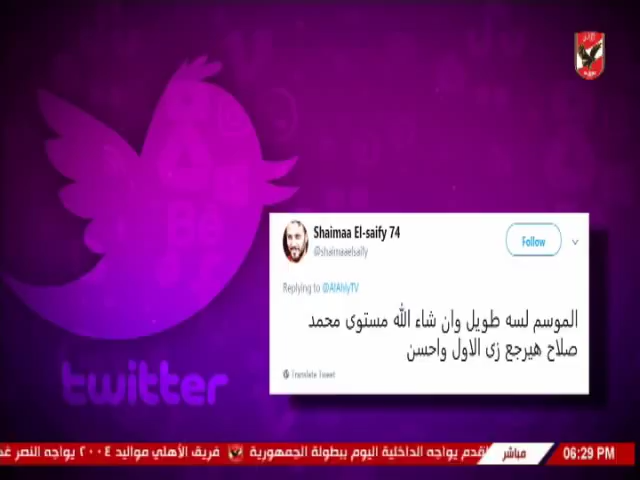 Shaimaa El-saify 74
@shaimaaelsaify
Follow
Replying to @AlAhlyTV
الموسم لسه طويل وان شاء الله مستوى محمد
صلاح هيرجع زى الاول واحسن
Translate Tweet
twitter
06:29 PM
مباشر
لقدم يواجه الداخلية اليوم ببطولة الجمهورية
فريق الأهلي مواليد ٢٠٠٤ يواجه النصر